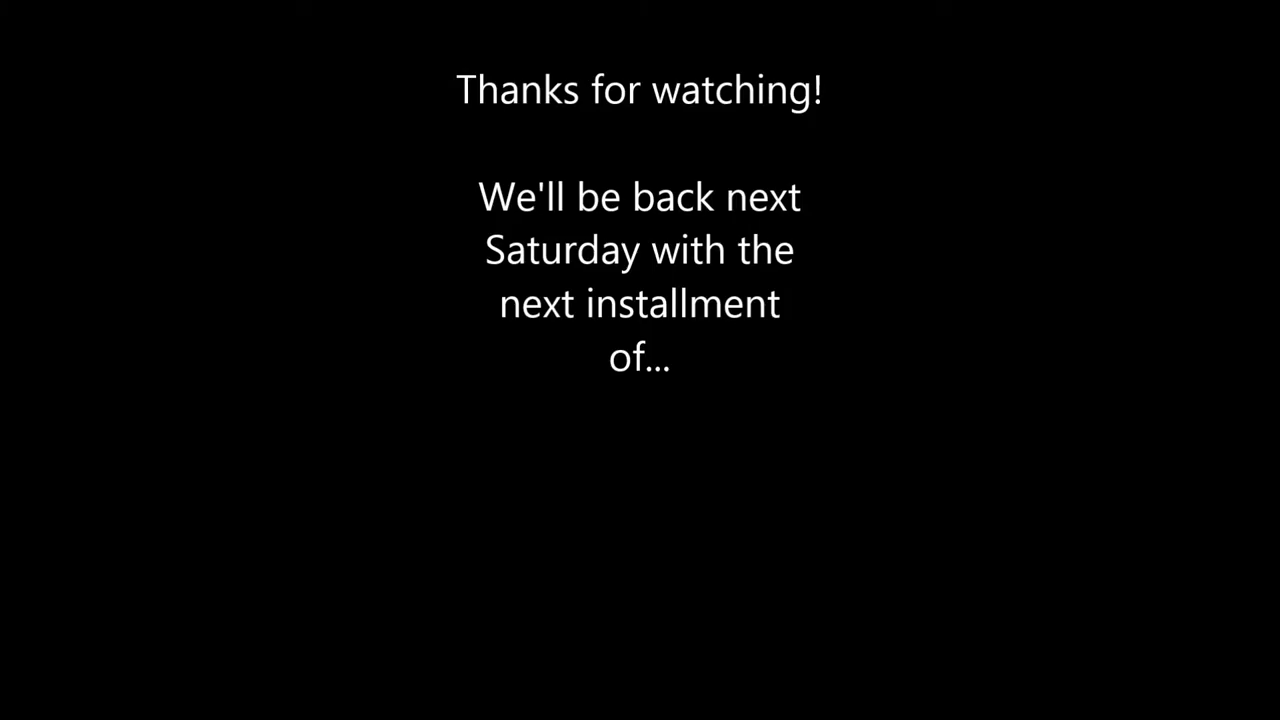 Thanks for watching!
We'll be back next
Saturday with the
next installment
of...